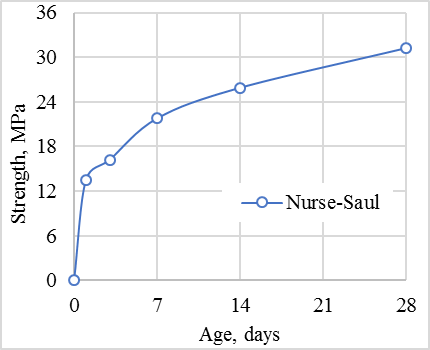 36
30
24
18
12
6
0
Strength, MPa
Nurse-Saul
0 7 14 21 28
Age, days